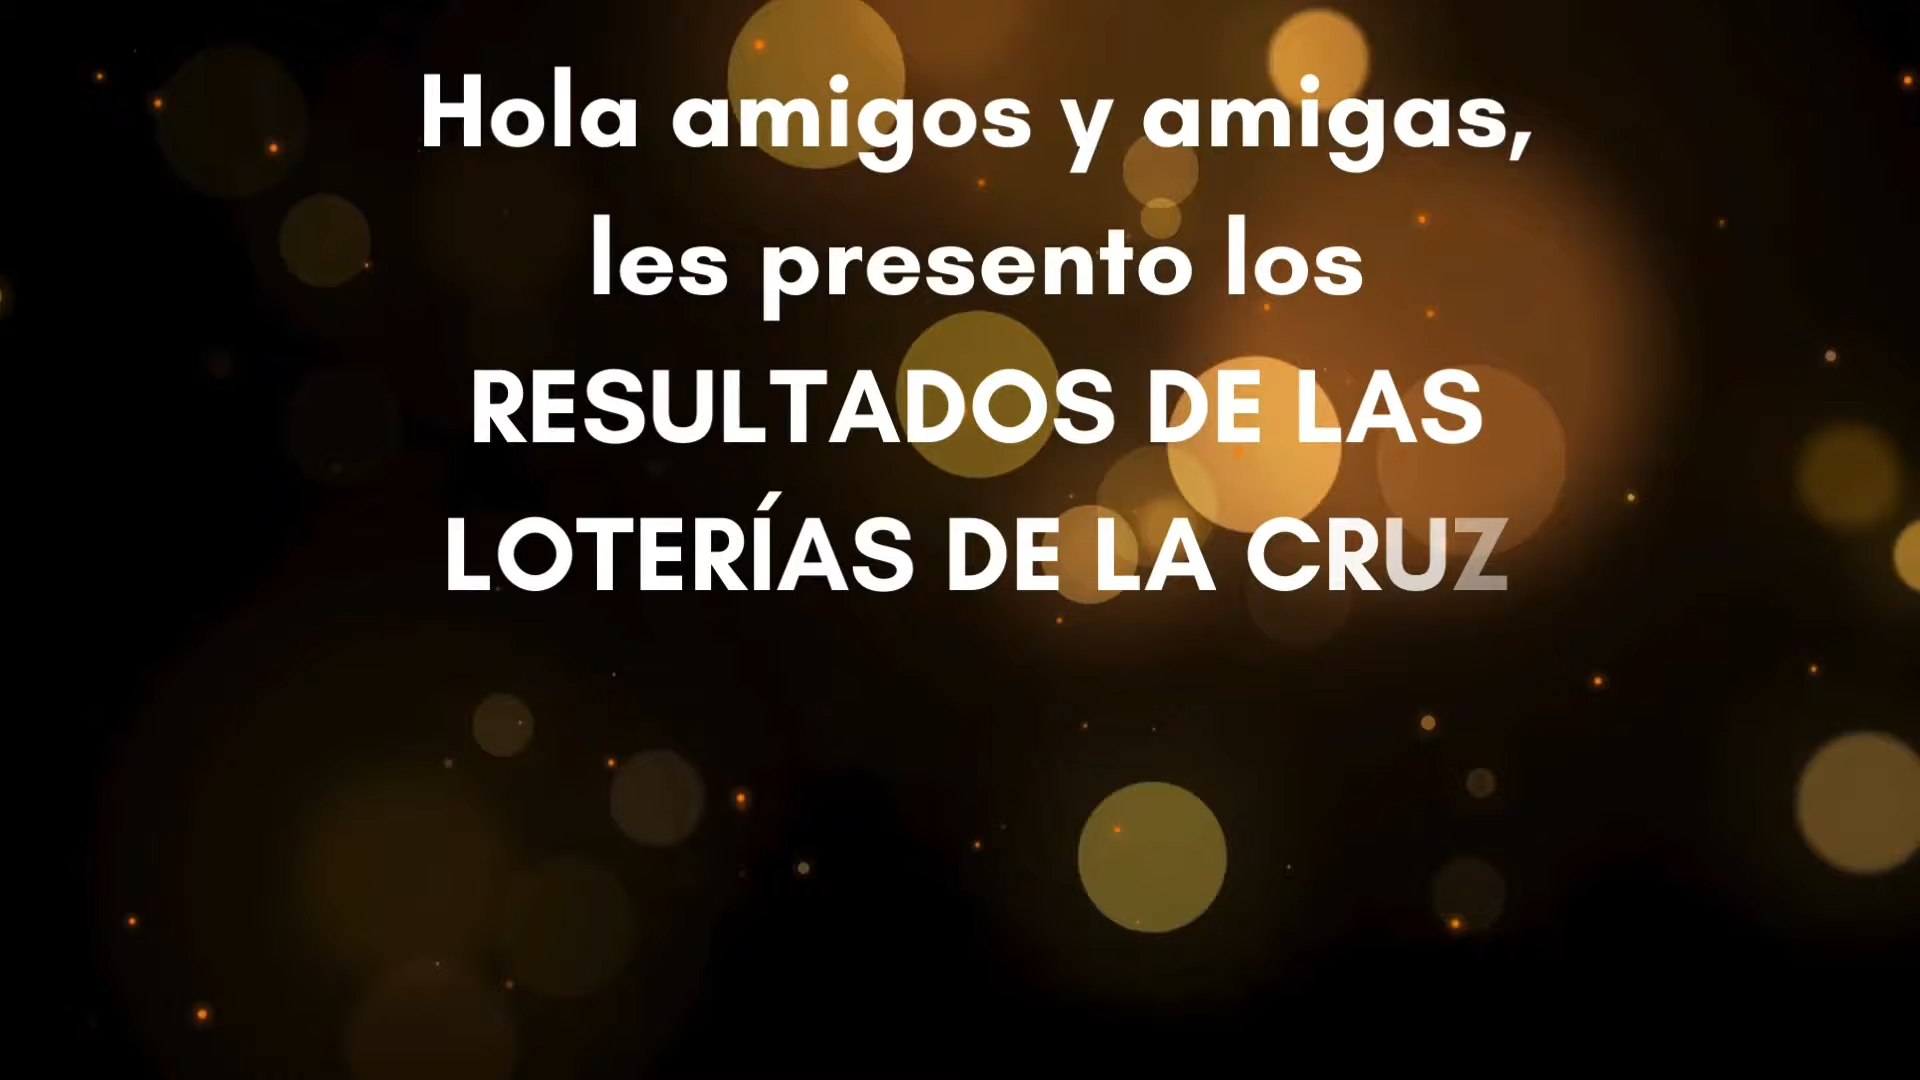 Hola amigos y amigas,
les presento los
RESULTADOS DE LAS
LOTERÍAS DE LA CRUZ